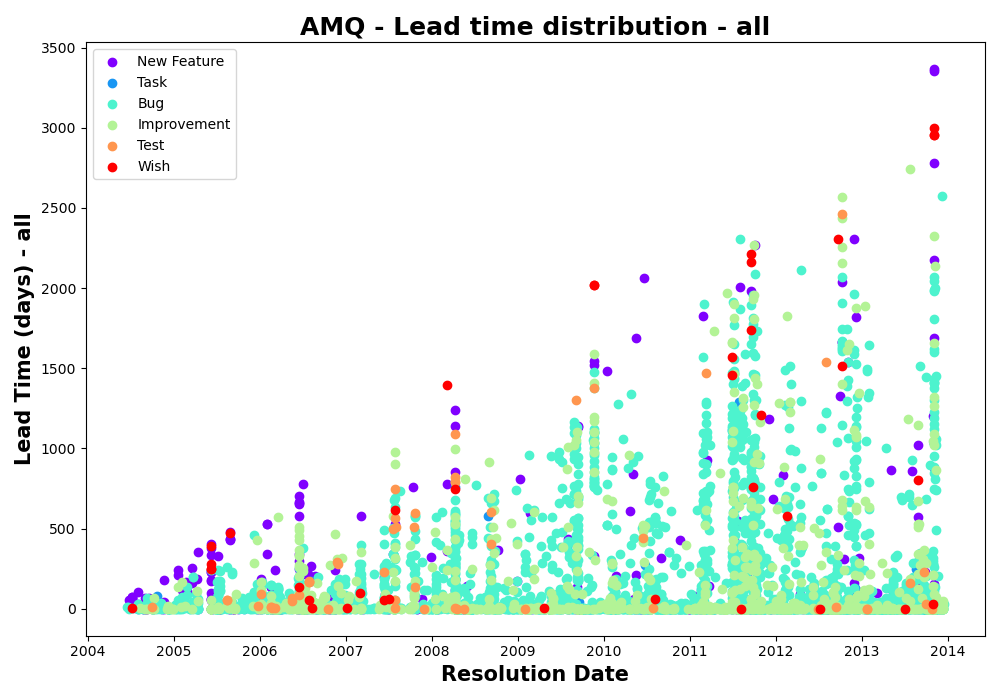 AMQ - Lead time distribution - all
3500
3000
2500
2000
1500
1000
500
0
Lead Time (days) - all
New Feature
Task
Bug
Improvement
Test
Wish
2004 2005 2006 2007 2008 2009 2010 2011 2012 2013 2014
Resolution Date